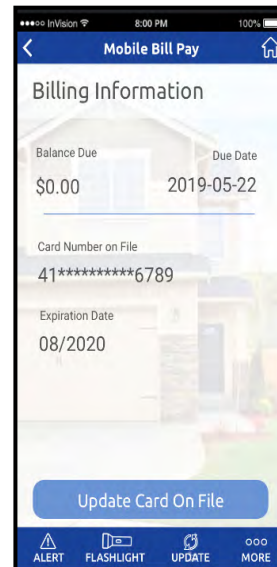 InVision 8:00 PM 100%
Mobile Bill Pay
Billing Information
Balance Due Due Date
$0.00 2019-05-22
Card Number on File
41**********6789
Expiration Date
08/2020
Update Card On File
ALERT FLASHLIGHT UPDATE MORE